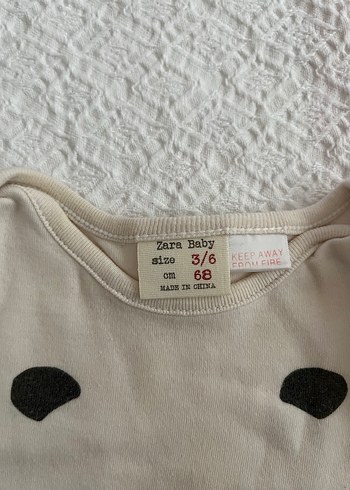 Zara Baby
size 3/6
cm 68
MADE IN CHINA
KEEP AWAY
FROM FIRE